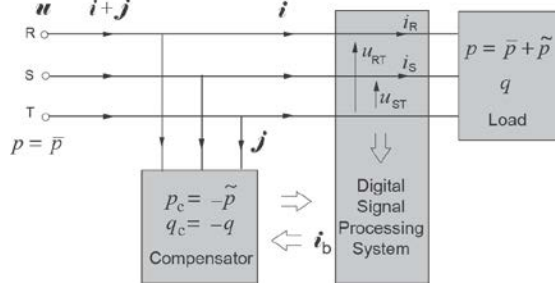 u i + j i
R i_R
u_RT
S i_S
u_ST
T
p = p̄
j
p = p̄ + p̃
q
Load
p_c = −p̃
q_c = −q
Compensator
i_b
Digital
Signal
Processing
System